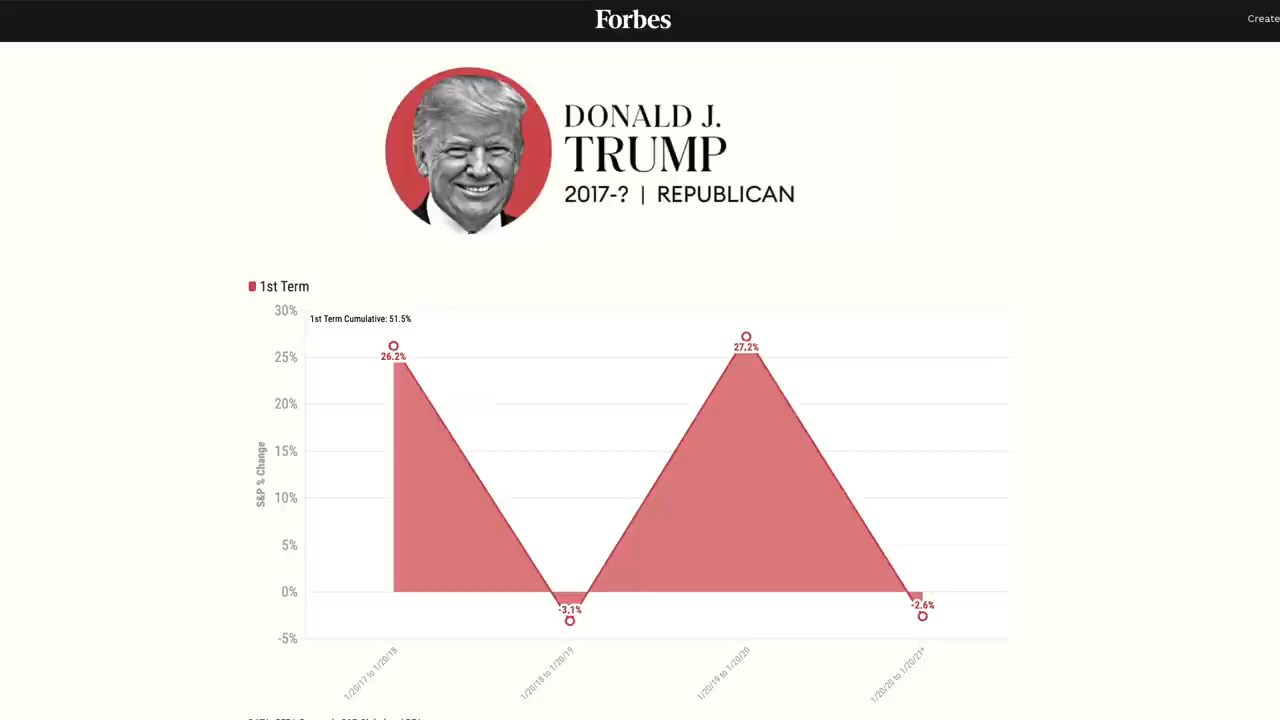 Forbes
Create
DONALD J.
TRUMP
2017-? | REPUBLICAN
1st Term
30%
1st Term Cumulative: 51.5%
26.2%
27.2%
25%
20%
15%
S&P % Change
10%
5%
0%
-3.1%
-2.6%
-5%
1/20/17 to 1/20/18
1/20/18 to 1/20/19
1/20/19 to 1/20/20
1/20/20 to 1/20/21*